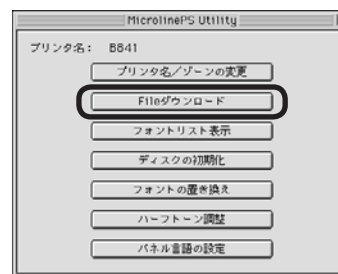 MicrolinePS Utility
プリンタ名： B841
プリンタ名／ゾーンの変更
Fileダウンロード
フォントリスト表示
ディスクの初期化
フォントの置き換え
ハーフトーン調整
パネル言語の設定